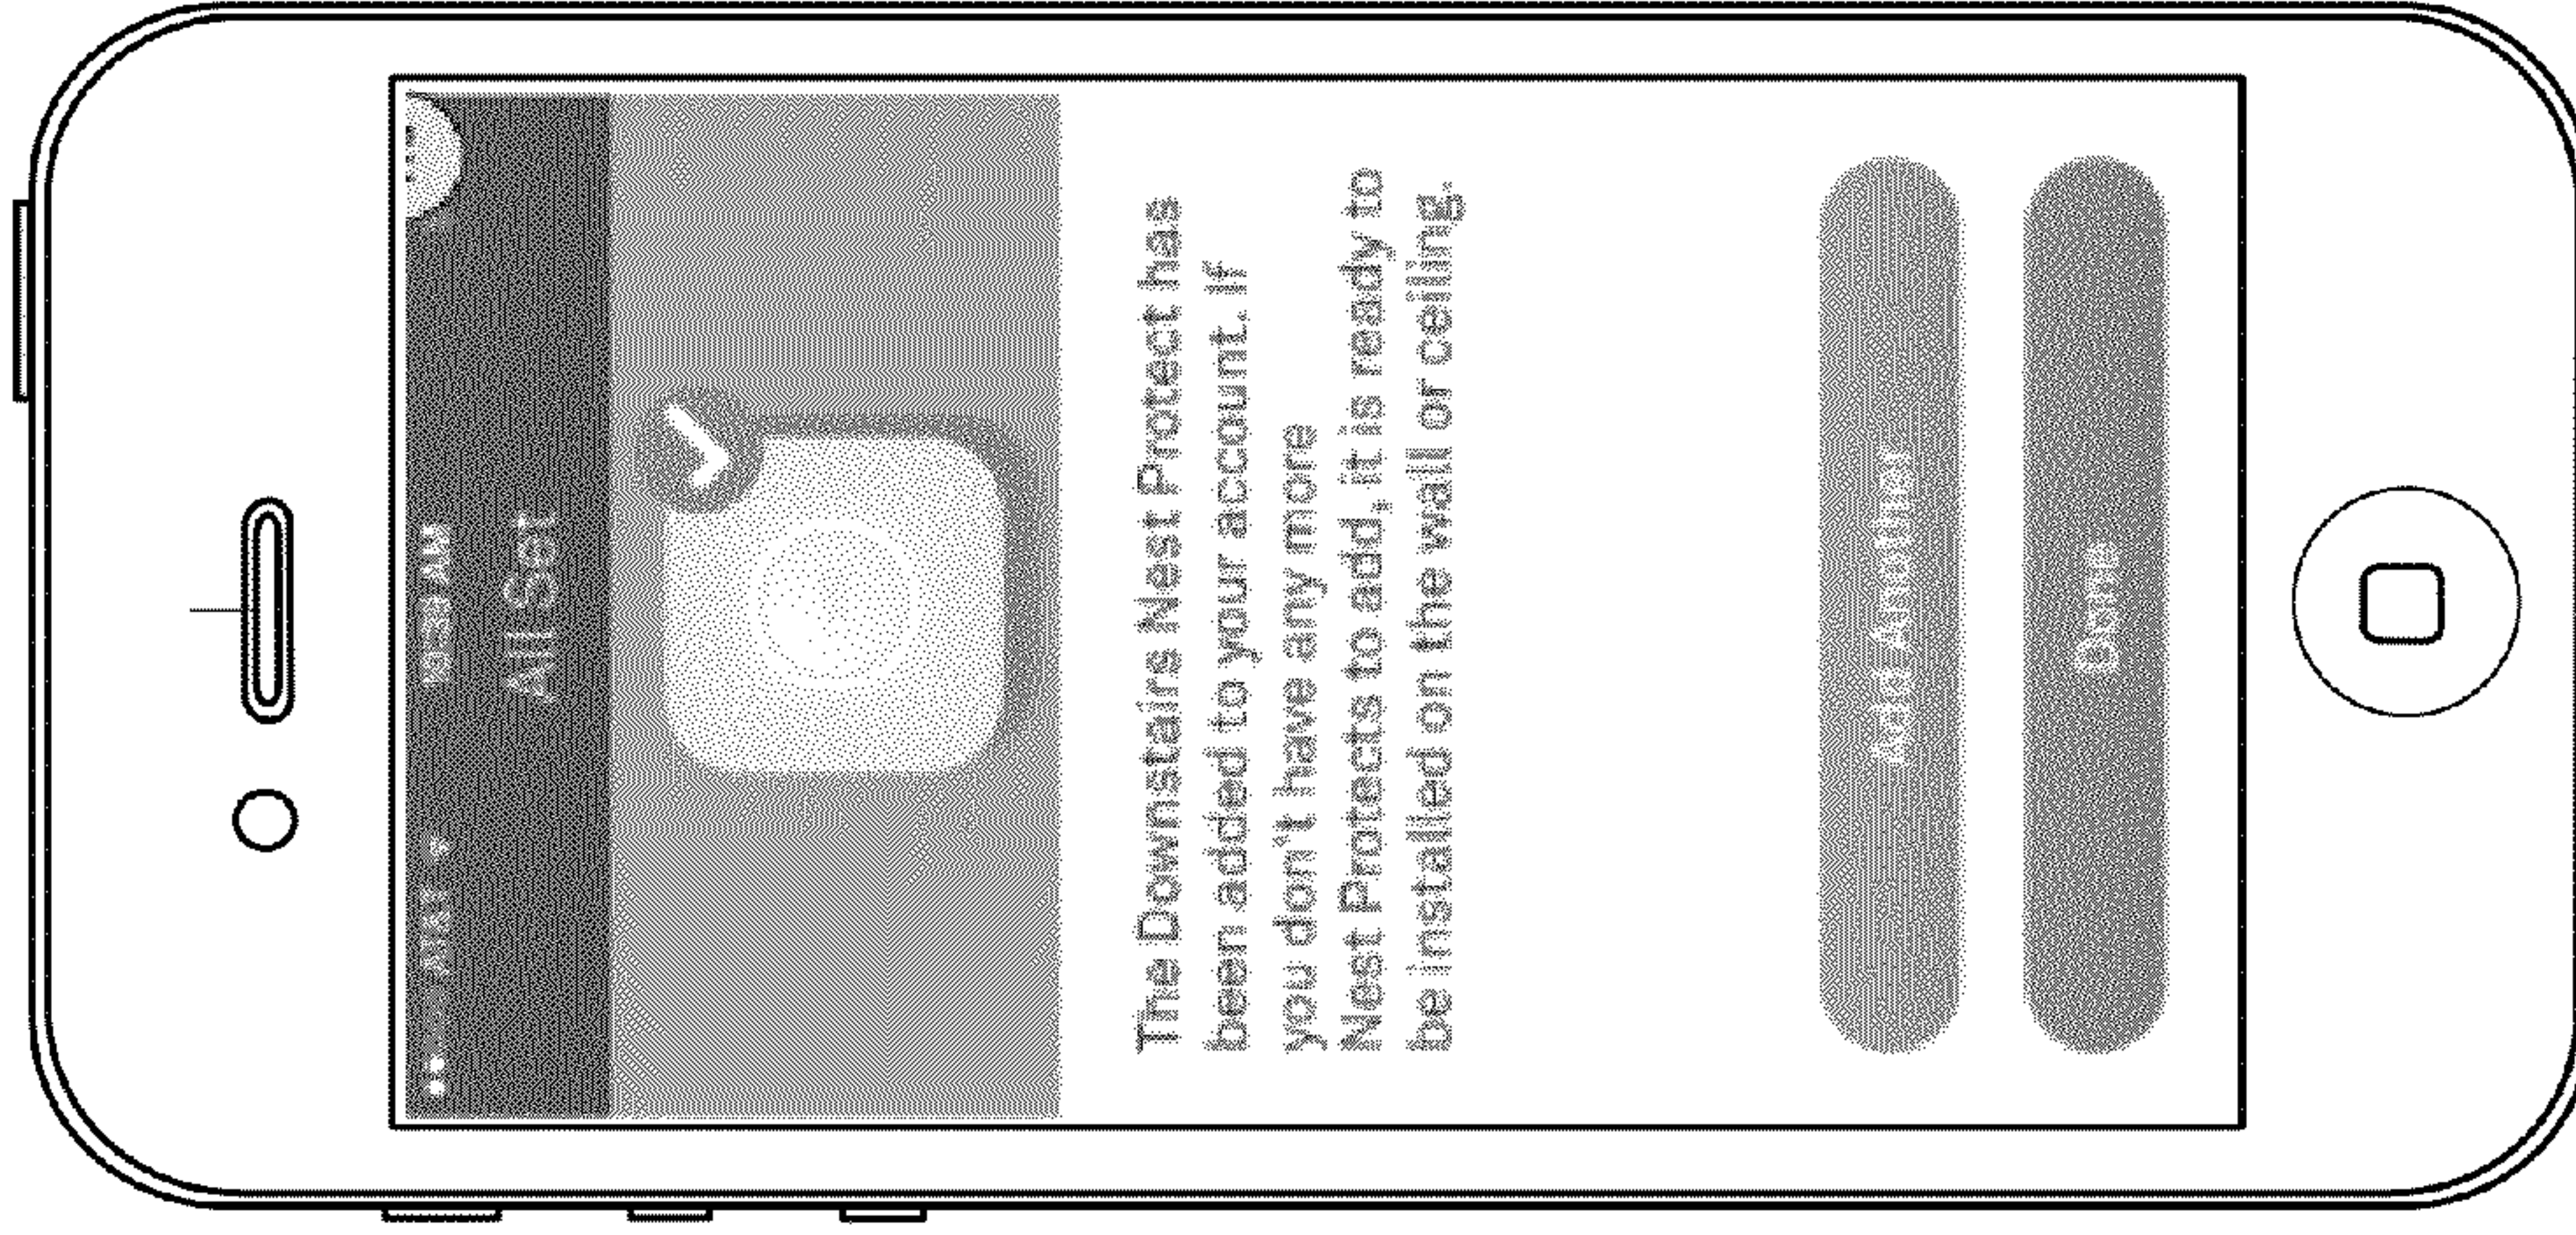 AT&T 10:39 AM
All Set
The Downstairs Nest Protect has
been added to your account. If
you don't have any more
Nest Protects to add, it is ready to
be installed on the wall or ceiling.
Add Another
Done